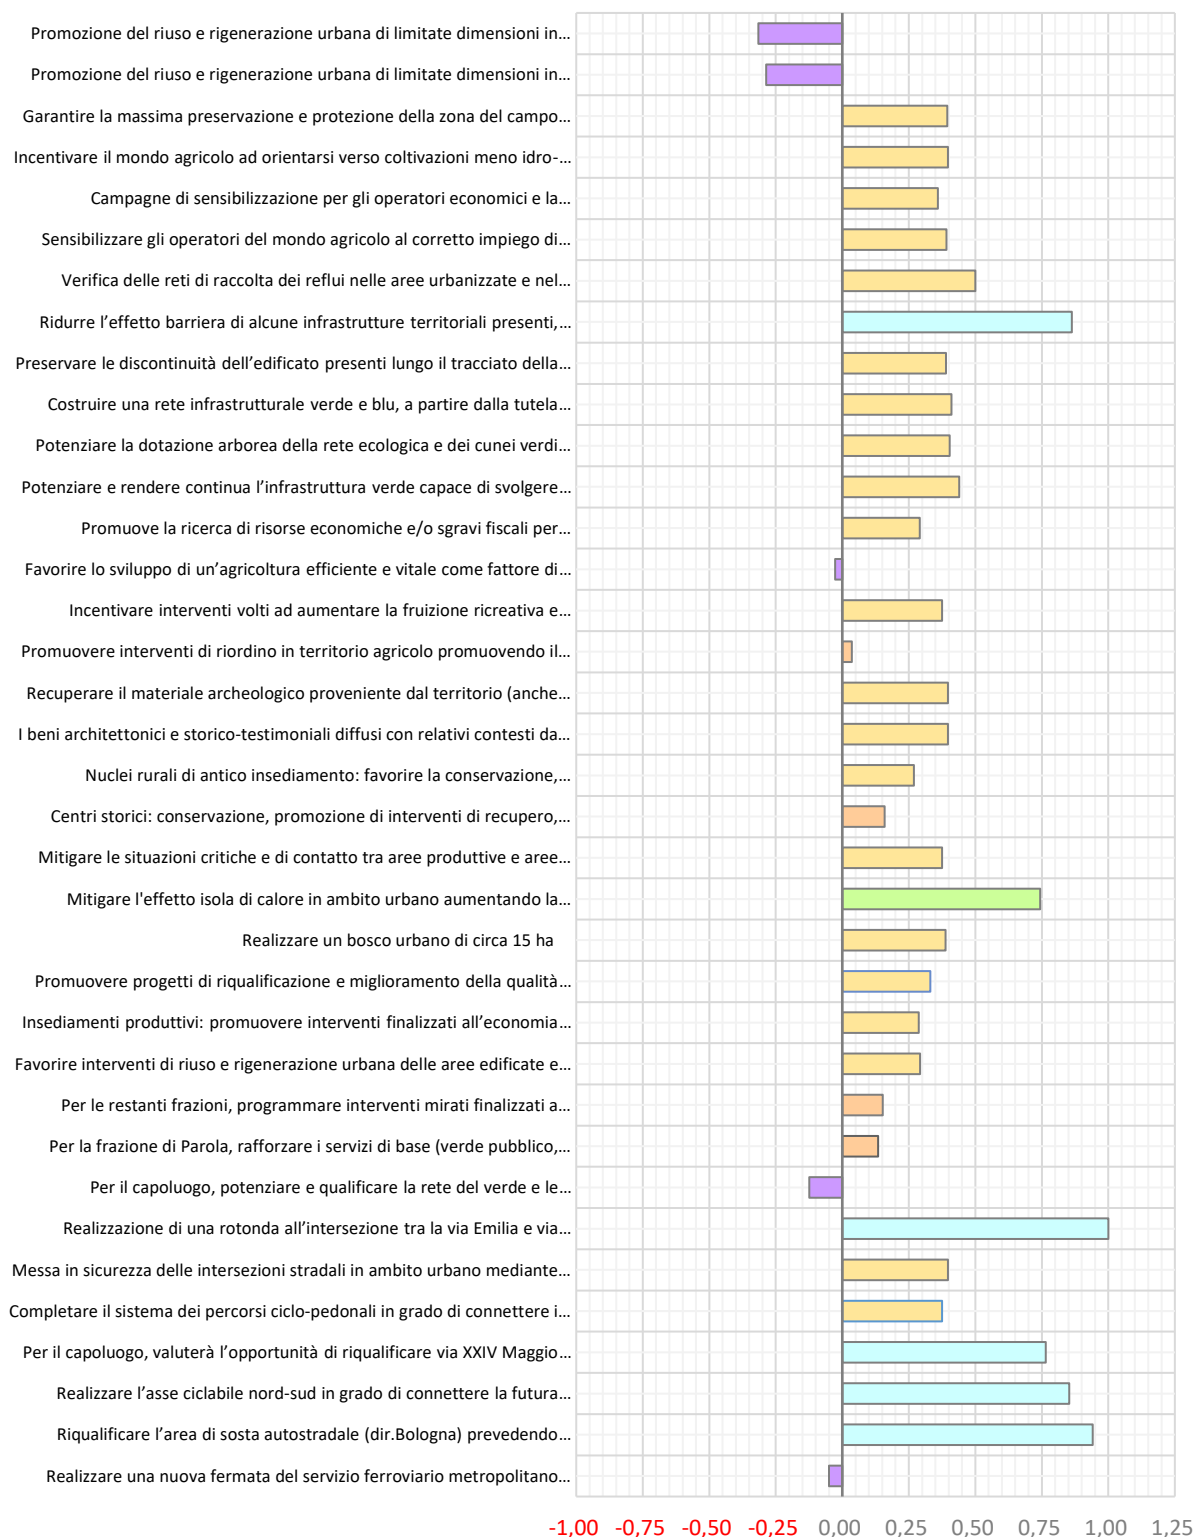 Promozione del riuso e rigenerazione urbana di limitate dimensioni in…
Promozione del riuso e rigenerazione urbana di limitate dimensioni in…
Garantire la massima preservazione e protezione della zona del campo…
Incentivare il mondo agricolo ad orientarsi verso coltivazioni meno idro-…
Campagne di sensibilizzazione per gli operatori economici e la…
Sensibilizzare gli operatori del mondo agricolo al corretto impiego di…
Verifica delle reti di raccolta dei reflui nelle aree urbanizzate e nel…
Ridurre l’effetto barriera di alcune infrastrutture territoriali presenti,…
Preservare le discontinuità dell’edificato presenti lungo il tracciato della…
Costruire una rete infrastrutturale verde e blu, a partire dalla tutela…
Potenziare la dotazione arborea della rete ecologica e dei cunei verdi…
Potenziare e rendere continua l’infrastruttura verde capace di svolgere…
Promuove la ricerca di risorse economiche e/o sgravi fiscali per…
Favorire lo sviluppo di un’agricoltura efficiente e vitale come fattore di…
Incentivare interventi volti ad aumentare la fruizione ricreativa e…
Promuovere interventi di riordino in territorio agricolo promuovendo il…
Recuperare il materiale archeologico proveniente dal territorio (anche…
I beni architettonici e storico-testimoniali diffusi con relativi contesti da…
Nuclei rurali di antico insediamento: favorire la conservazione,…
Centri storici: conservazione, promozione di interventi di recupero,…
Mitigare le situazioni critiche e di contatto tra aree produttive e aree…
Mitigare l'effetto isola di calore in ambito urbano aumentando la…
Realizzare un bosco urbano di circa 15 ha
Promuovere progetti di riqualificazione e miglioramento della qualità…
Insediamenti produttivi: promuovere interventi finalizzati all’economia…
Favorire interventi di riuso e rigenerazione urbana delle aree edificate e…
Per le restanti frazioni, programmare interventi mirati finalizzati a…
Per la frazione di Parola, rafforzare i servizi di base (verde pubblico,…
Per il capoluogo, potenziare e qualificare la rete del verde e le…
Realizzazione di una rotonda all’intersezione tra la via Emilia e via…
Messa in sicurezza delle intersezioni stradali in ambito urbano mediante…
Completare il sistema dei percorsi ciclo-pedonali in grado di connettere i…
Per il capoluogo, valuterà l’opportunità di riqualificare via XXIV Maggio…
Realizzare l’asse ciclabile nord-sud in grado di connettere la futura…
Riqualificare l’area di sosta autostradale (dir.Bologna) prevedendo…
Realizzare una nuova fermata del servizio ferroviario metropolitano…
-1,00 -0,75 -0,50 -0,25 0,00 0,25 0,50 0,75 1,00 1,25